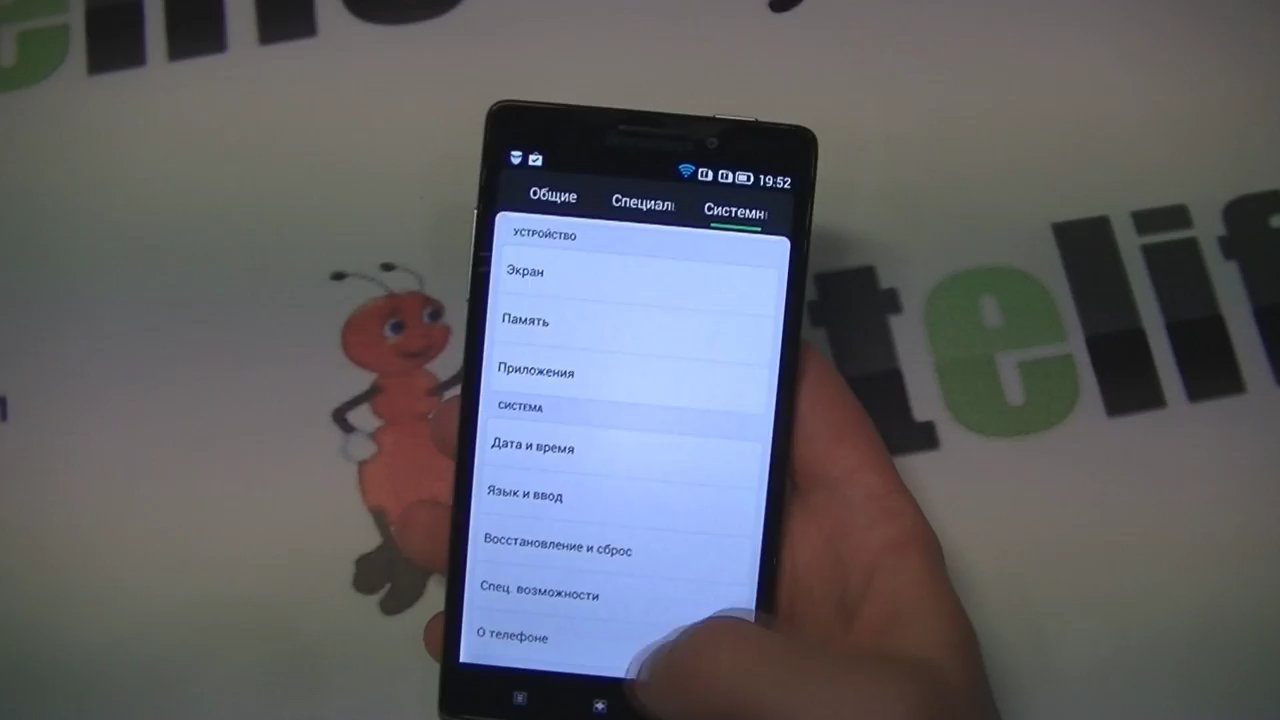 19:52
Общие Специал Системн
УСТРОЙСТВО
Экран
Память
Приложения
СИСТЕМА
Дата и время
Язык и ввод
Восстановление и сброс
Спец. возможности
О телефоне
telif